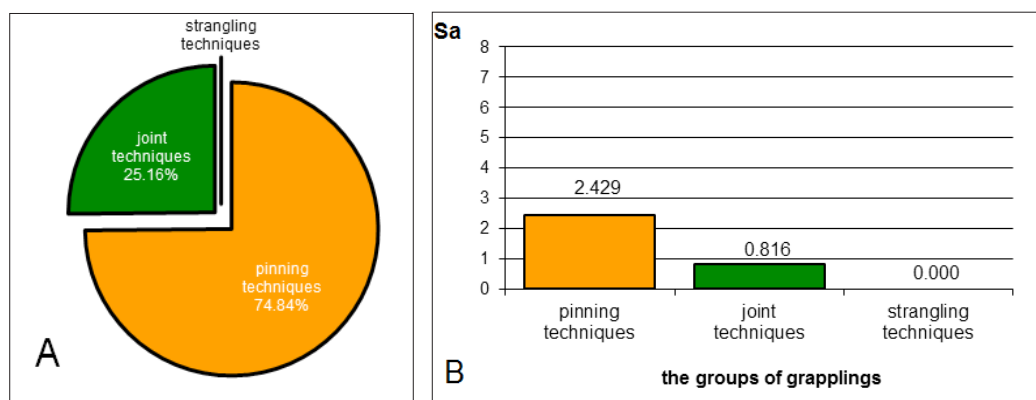 strangling
techniques
joint
techniques
25.16%
pinning
techniques
74.84%
A
Sa
8
7
6
5
4
3
2
1
0
2.429
0.816
0.000
pinning
techniques
joint
techniques
strangling
techniques
B
the groups of grapplings